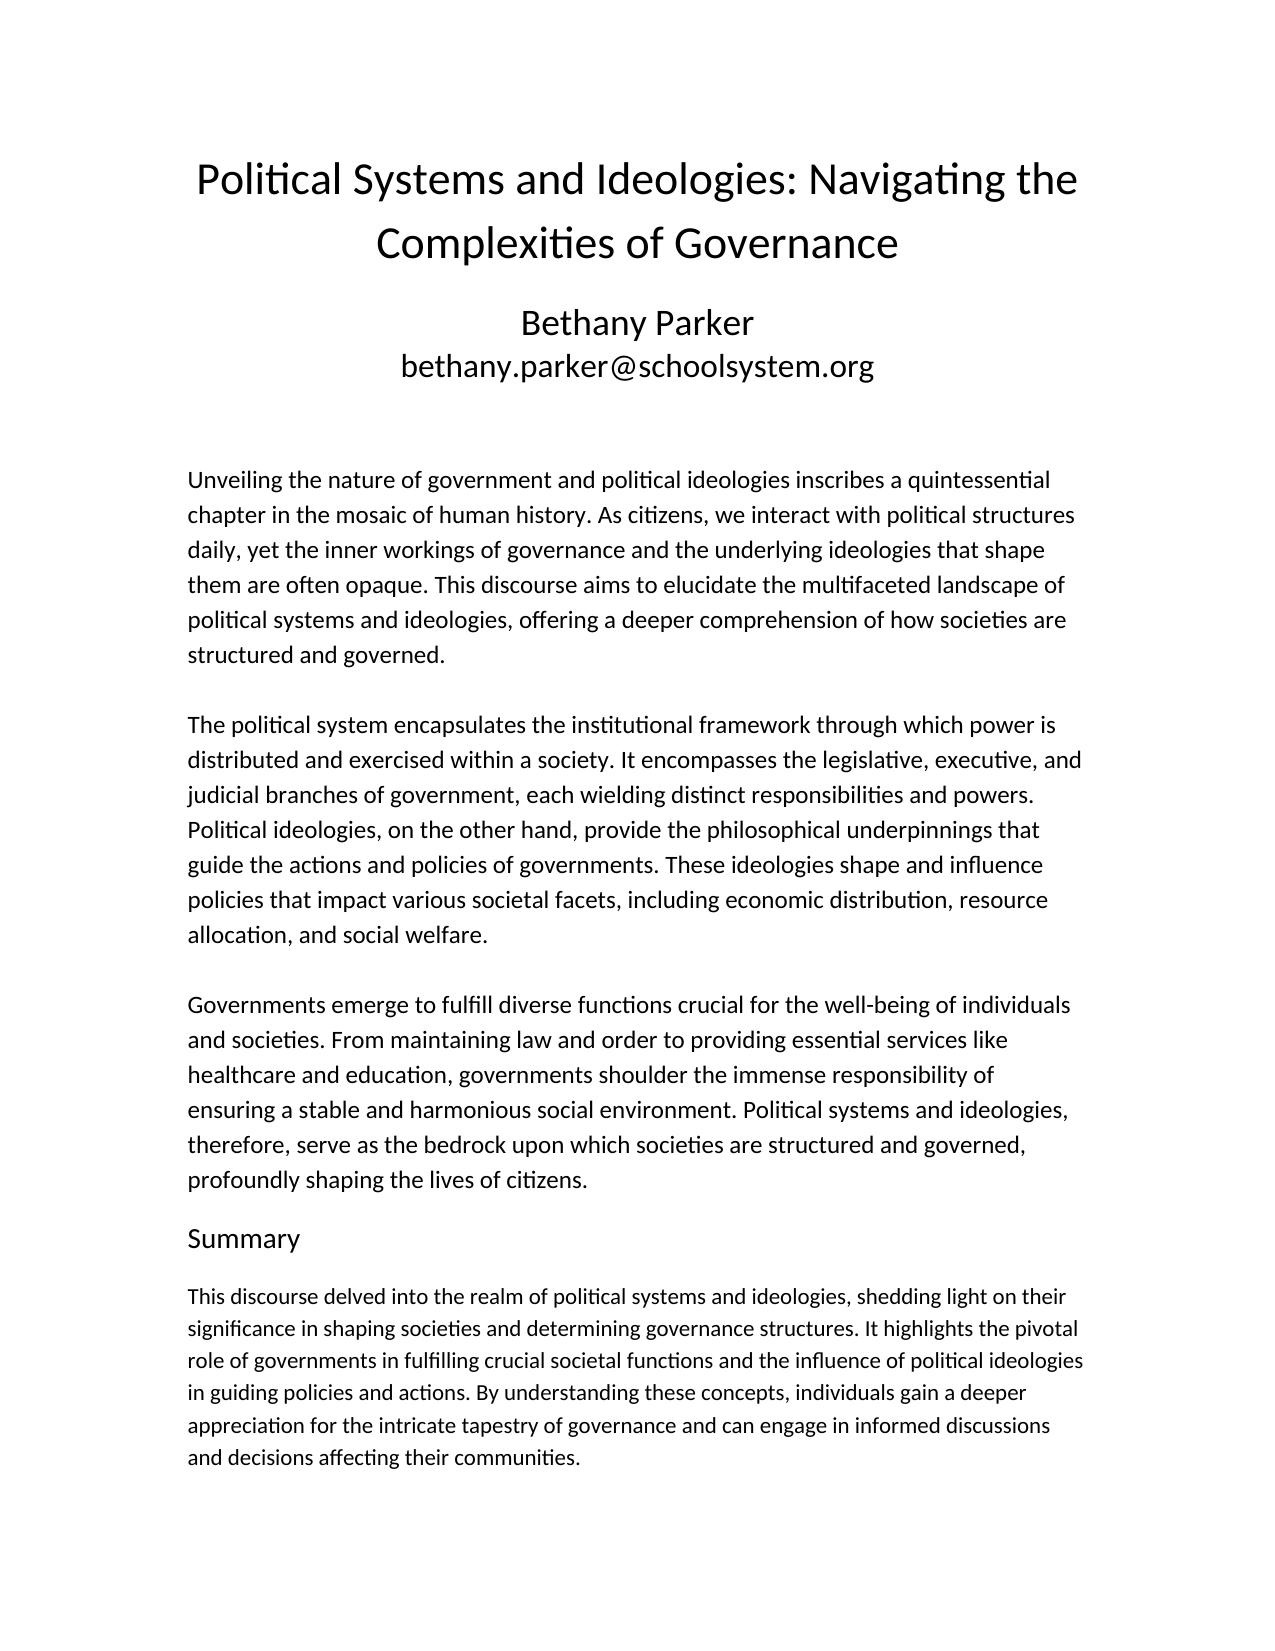 Political Systems and Ideologies: Navigating the
Complexities of Governance
Bethany Parker
bethany.parker@schoolsystem.org
Unveiling the nature of government and political ideologies inscribes a quintessential
chapter in the mosaic of human history. As citizens, we interact with political structures
daily, yet the inner workings of governance and the underlying ideologies that shape
them are often opaque. This discourse aims to elucidate the multifaceted landscape of
political systems and ideologies, offering a deeper comprehension of how societies are
structured and governed.
The political system encapsulates the institutional framework through which power is
distributed and exercised within a society. It encompasses the legislative, executive, and
judicial branches of government, each wielding distinct responsibilities and powers.
Political ideologies, on the other hand, provide the philosophical underpinnings that
guide the actions and policies of governments. These ideologies shape and influence
policies that impact various societal facets, including economic distribution, resource
allocation, and social welfare.
Governments emerge to fulfill diverse functions crucial for the well-being of individuals
and societies. From maintaining law and order to providing essential services like
healthcare and education, governments shoulder the immense responsibility of
ensuring a stable and harmonious social environment. Political systems and ideologies,
therefore, serve as the bedrock upon which societies are structured and governed,
profoundly shaping the lives of citizens.
Summary
This discourse delved into the realm of political systems and ideologies, shedding light on their
significance in shaping societies and determining governance structures. It highlights the pivotal
role of governments in fulfilling crucial societal functions and the influence of political ideologies
in guiding policies and actions. By understanding these concepts, individuals gain a deeper
appreciation for the intricate tapestry of governance and can engage in informed discussions
and decisions affecting their communities.